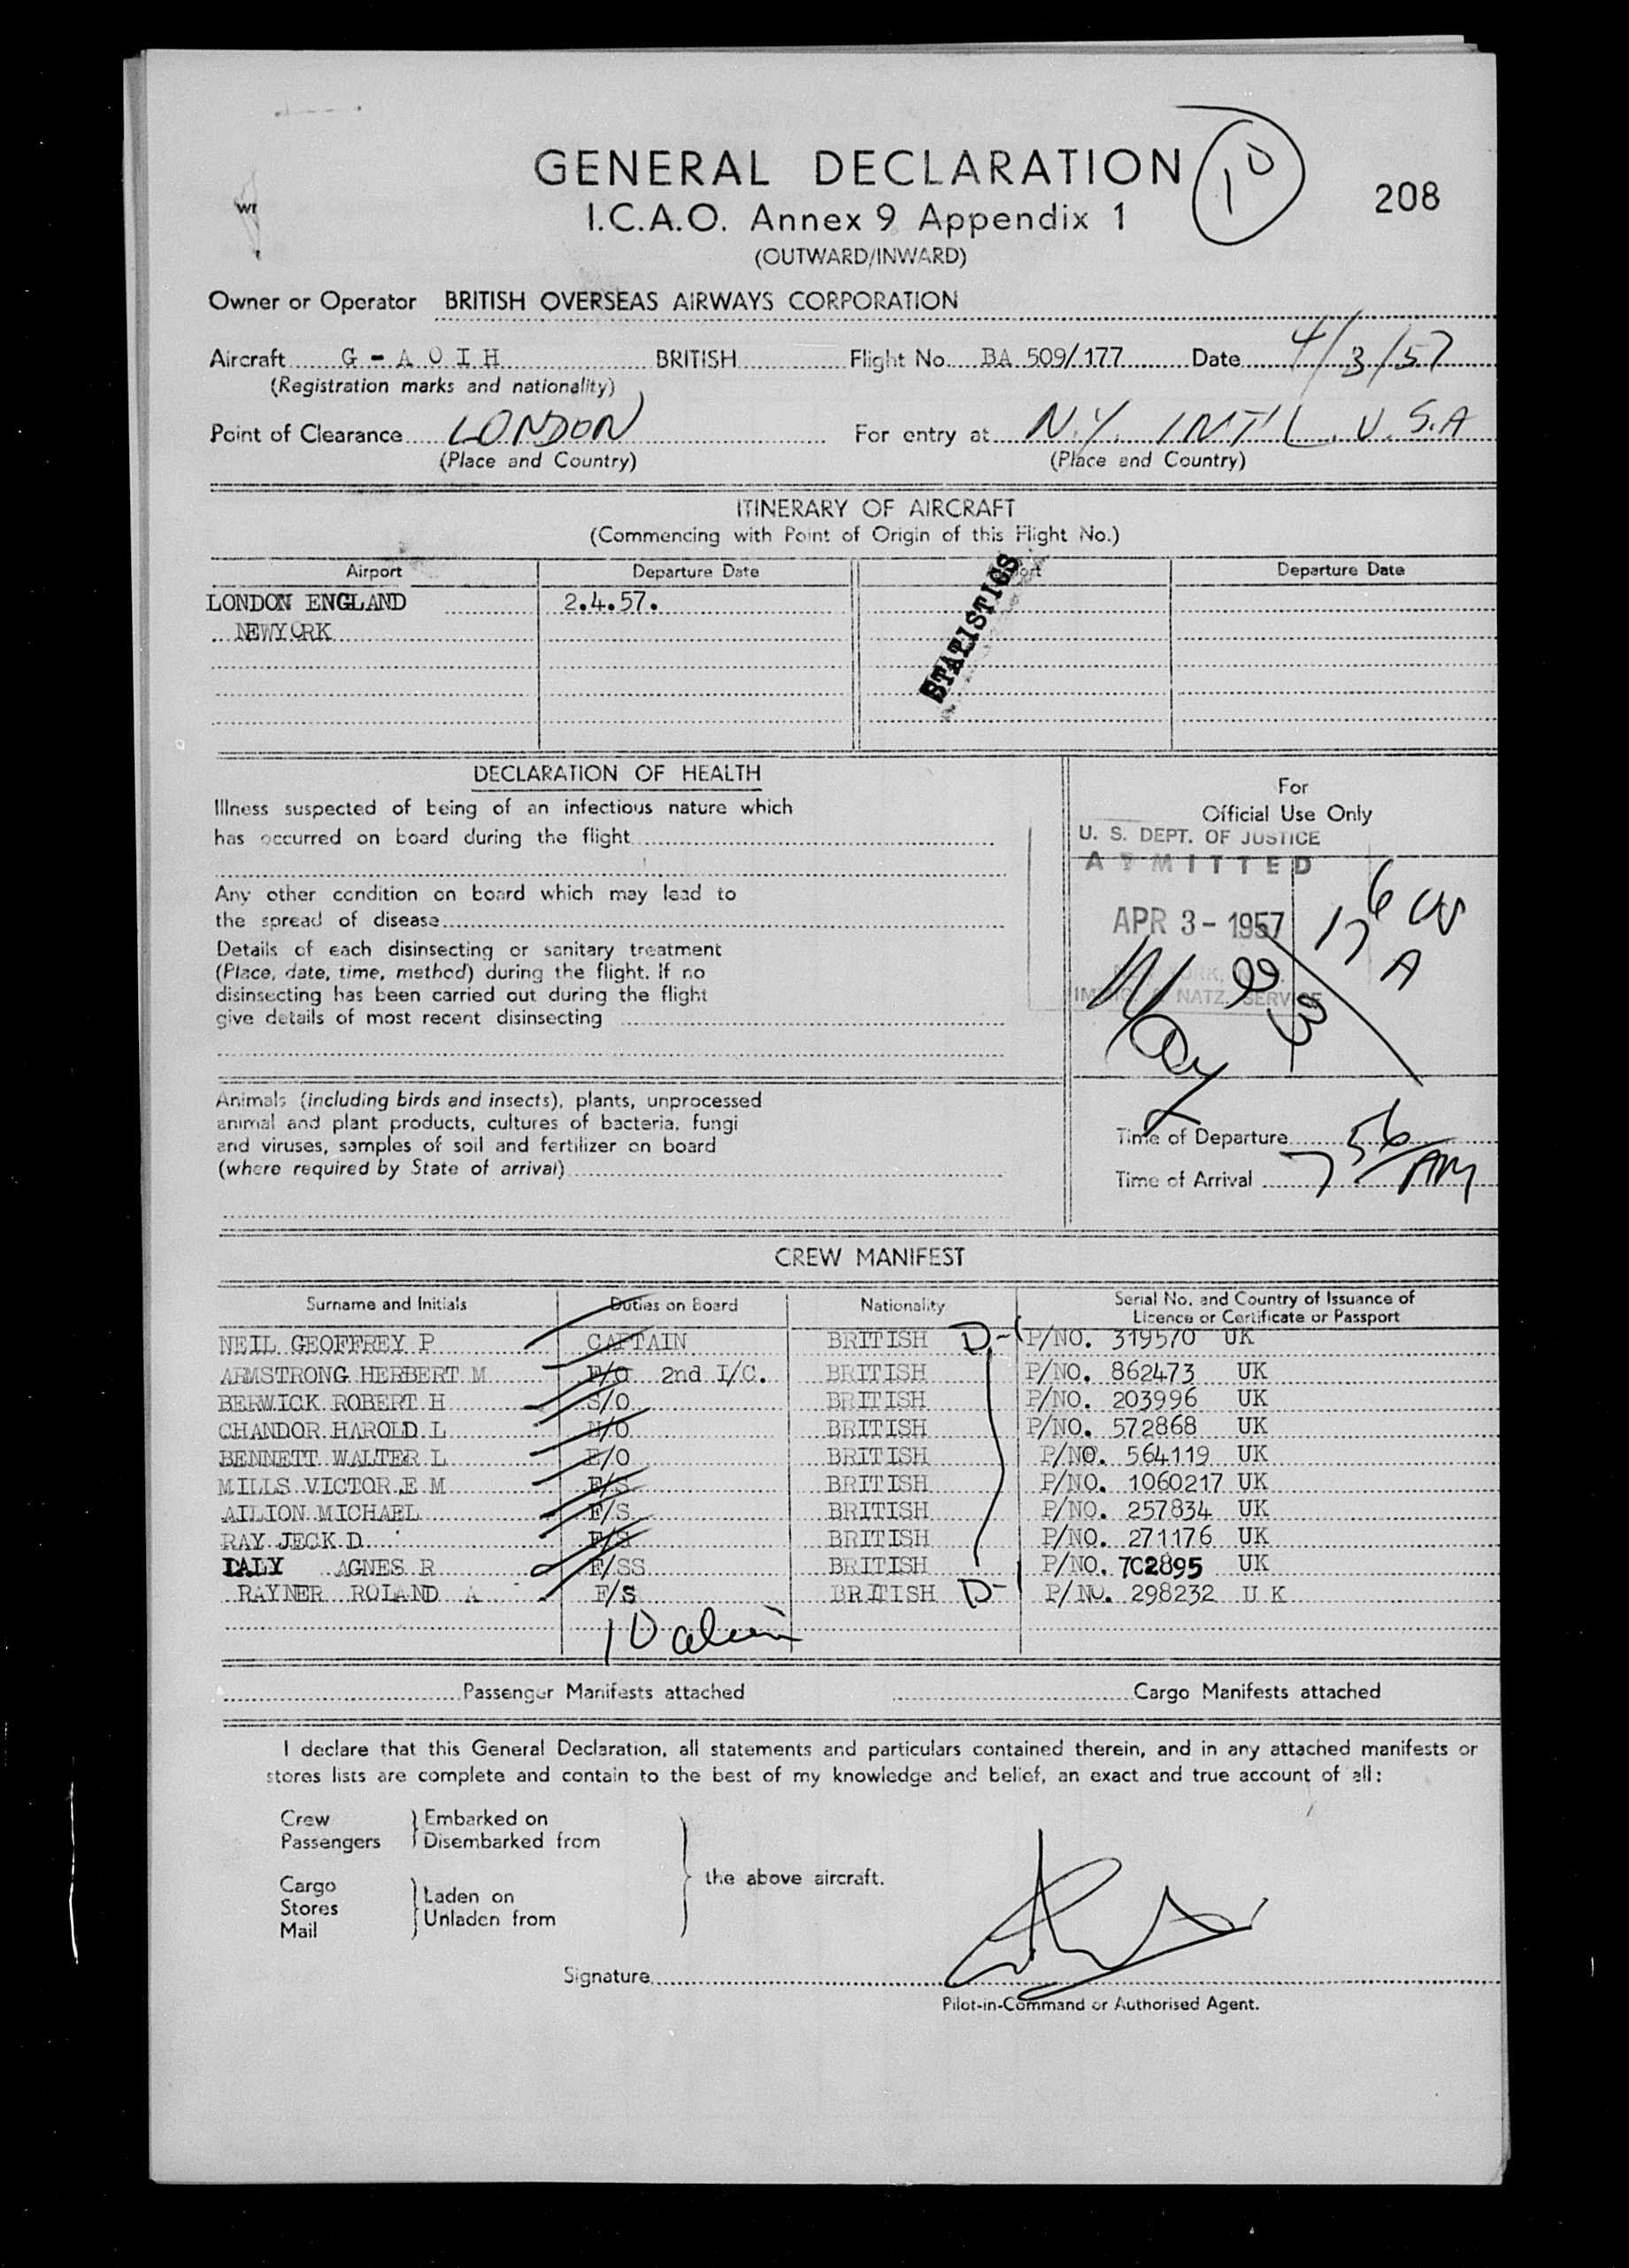 GENERAL DECLARATION
10
208
I.C.A.O. Annex 9 Appendix 1
(OUTWARD/INWARD)
Owner or Operator BRITISH OVERSEAS AIRWAYS CORPORATION
Aircraft G - A O I H BRITISH Flight No. BA 509/177 Date 4/3/57
(Registration marks and nationality)
Point of Clearance LONDON For entry at N.Y. INT'L. U.S.A
(Place and Country) (Place and Country)
ITINERARY OF AIRCRAFT
(Commencing with Point of Origin of this Flight No.)
Airport Departure Date Departure Date
LONDON ENGLAND 2.4.57.
NEWYORK
STATISTICS
DECLARATION OF HEALTH
Illness suspected of being of an infectious nature which
has occurred on board during the flight
Any other condition on board which may lead to
the spread of disease
Details of each disinsecting or sanitary treatment
(Place, date, time, method) during the flight. If no
disinsecting has been carried out during the flight
give details of most recent disinsecting
Animals (including birds and insects), plants, unprocessed
animal and plant products, cultures of bacteria, fungi
and viruses, samples of soil and fertilizer on board
(where required by State of arrival)
For
Official Use Only
U. S. DEPT. OF JUSTICE
ADMITTED
APR 3 - 1957
Time of Departure
Time of Arrival 7 56 AM
CREW MANIFEST
Surname and Initials Duties on Board Nationality Serial No. and Country of Issuance of
Licence or Certificate or Passport
NEIL GEOFFREY P CAPTAIN BRITISH D-1 P/NO. 319570 UK
ARMSTRONG HERBERT M F/O 2nd I/C. BRITISH P/NO. 862473 UK
BERWICK ROBERT H S/O BRITISH P/NO. 203996 UK
CHANDOR HAROLD L N/O BRITISH P/NO. 572868 UK
BENNETT WALTER L E/O BRITISH P/NO. 564119 UK
MILLS VICTOR E M F/S BRITISH P/NO. 1060217 UK
AILION MICHAEL F/S BRITISH P/NO. 257834 UK
RAY JECK D F/S BRITISH P/NO. 271176 UK
DALY AGNES R F/SS BRITISH P/NO. 7C2895 UK
RAYNER ROLAND A F/S BRITISH D-1 P/NO. 298232 U K
10 alien
Passenger Manifests attached Cargo Manifests attached
I declare that this General Declaration, all statements and particulars contained therein, and in any attached manifests or
stores lists are complete and contain to the best of my knowledge and belief, an exact and true account of all:
Crew Embarked on
Passengers Disembarked from
the above aircraft.
Cargo
Stores Laden on
Mail Unladen from
Signature
Pilot-in-Command or Authorised Agent.